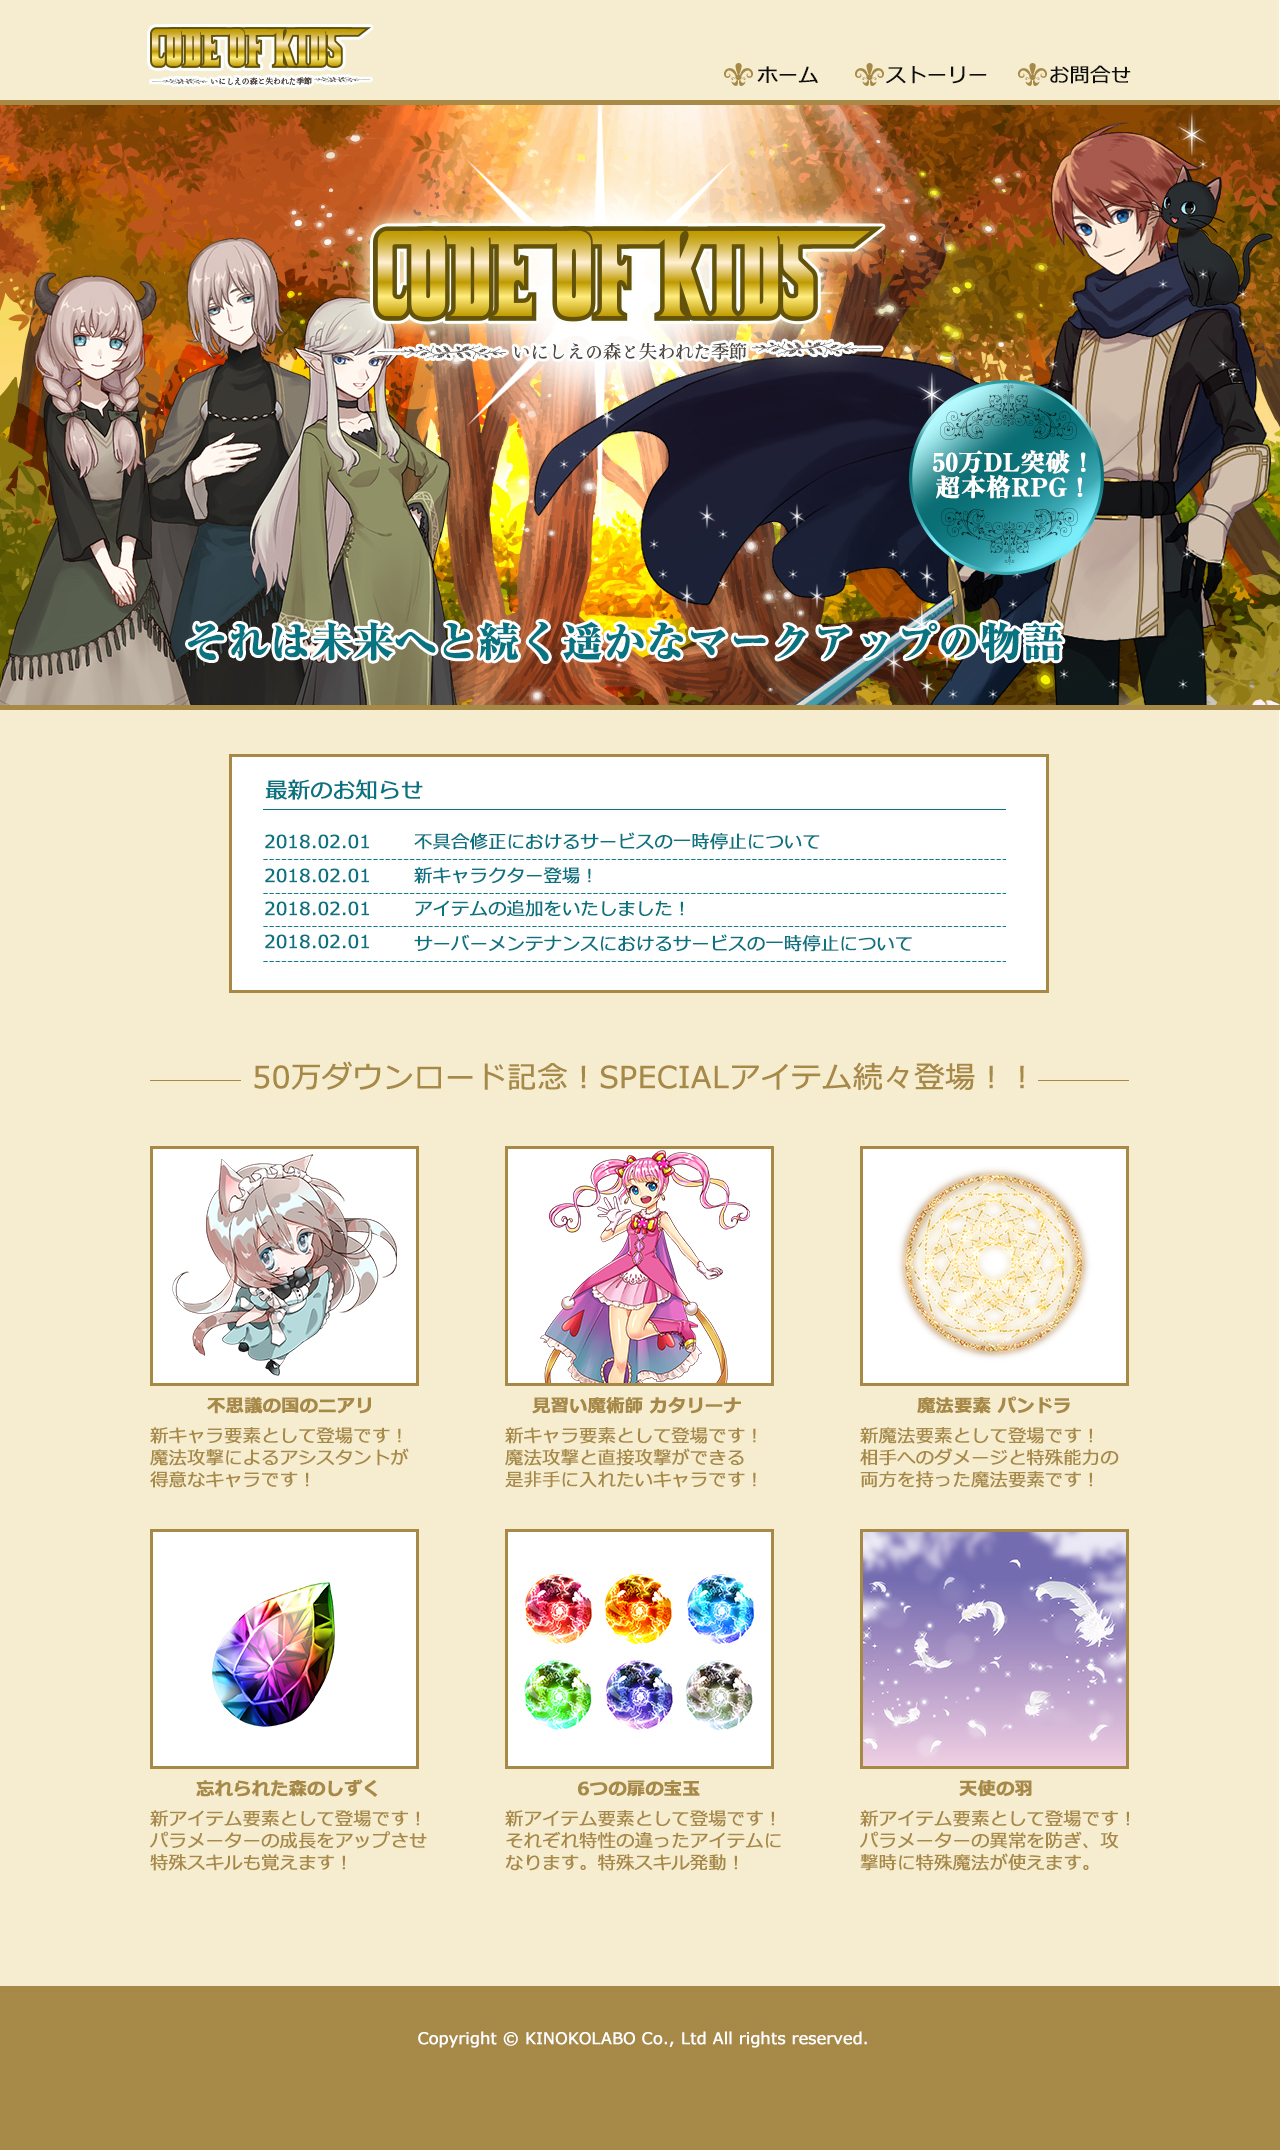 CODE OF KIDS
いにしえの森と失われた季節
ホーム
ストーリー
お問合せ
CODE OF KIDS
いにしえの森と失われた季節
50万DL突破！
超本格RPG！
それは未来へと続く遥かなマークアップの物語
最新のお知らせ
2018.02.01 不具合修正におけるサービスの一時停止について
2018.02.01 新キャラクター登場！
2018.02.01 アイテムの追加をいたしました！
2018.02.01 サーバーメンテナンスにおけるサービスの一時停止について
50万ダウンロード記念！SPECIALアイテム続々登場！！
不思議の国のニアリ
新キャラ要素として登場です！
魔法攻撃によるアシスタントが
得意なキャラです！
見習い魔術師 カタリーナ
新キャラ要素として登場です！
魔法攻撃と直接攻撃ができる
是非手に入れたいキャラです！
魔法要素 パンドラ
新魔法要素として登場です！
相手へのダメージと特殊能力の
両方を持った魔法要素です！
忘れられた森のしずく
新アイテム要素として登場です！
パラメーターの成長をアップさせ
特殊スキルも覚えます！
6つの扉の宝玉
新アイテム要素として登場です！
それぞれ特性の違ったアイテムに
なります。特殊スキル発動！
天使の羽
新アイテム要素として登場です！
パラメーターの異常を防ぎ、攻
撃時に特殊魔法が使えます。
Copyright © KINOKOLABO Co., Ltd All rights reserved.